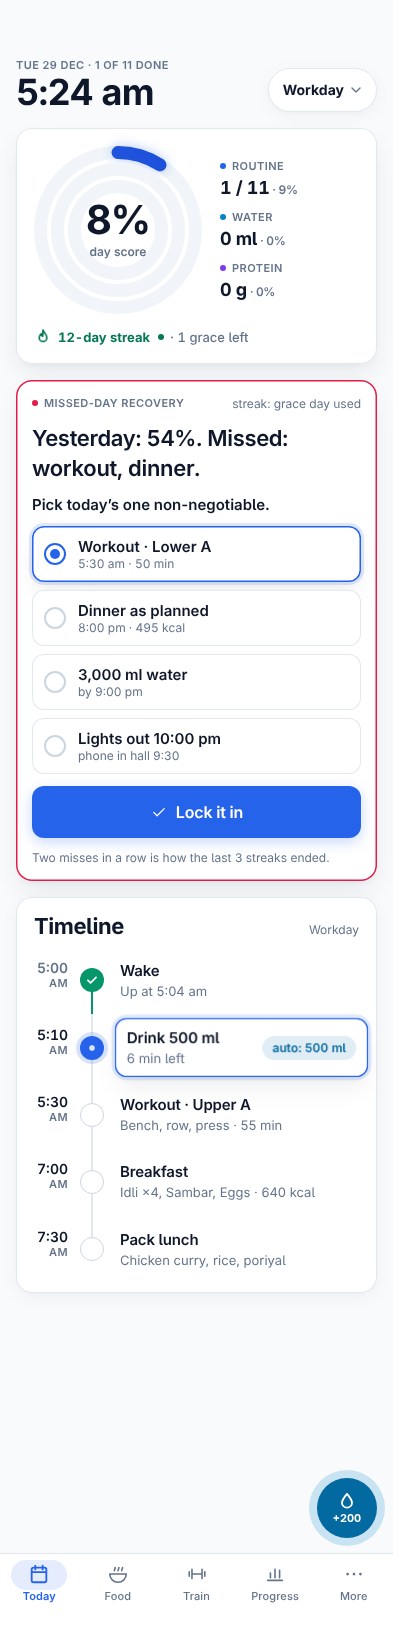 TUE 29 DEC · 1 OF 11 DONE
5:24 am
Workday
8%
day score
ROUTINE
1 / 11 · 9%
WATER
0 ml · 0%
PROTEIN
0 g · 0%
12-day streak · 1 grace left
MISSED-DAY RECOVERY
streak: grace day used
Yesterday: 54%. Missed:
workout, dinner.
Pick today's one non-negotiable.
Workout · Lower A
5:30 am · 50 min
Dinner as planned
8:00 pm · 495 kcal
3,000 ml water
by 9:00 pm
Lights out 10:00 pm
phone in hall 9:30
Lock it in
Two misses in a row is how the last 3 streaks ended.
Timeline
Workday
5:00
AM
Wake
Up at 5:04 am
5:10
AM
Drink 500 ml
6 min left
auto: 500 ml
5:30
AM
Workout · Upper A
Bench, row, press · 55 min
7:00
AM
Breakfast
Idli ×4, Sambar, Eggs · 640 kcal
7:30
AM
Pack lunch
Chicken curry, rice, poriyal
+200
Today
Food
Train
Progress
More